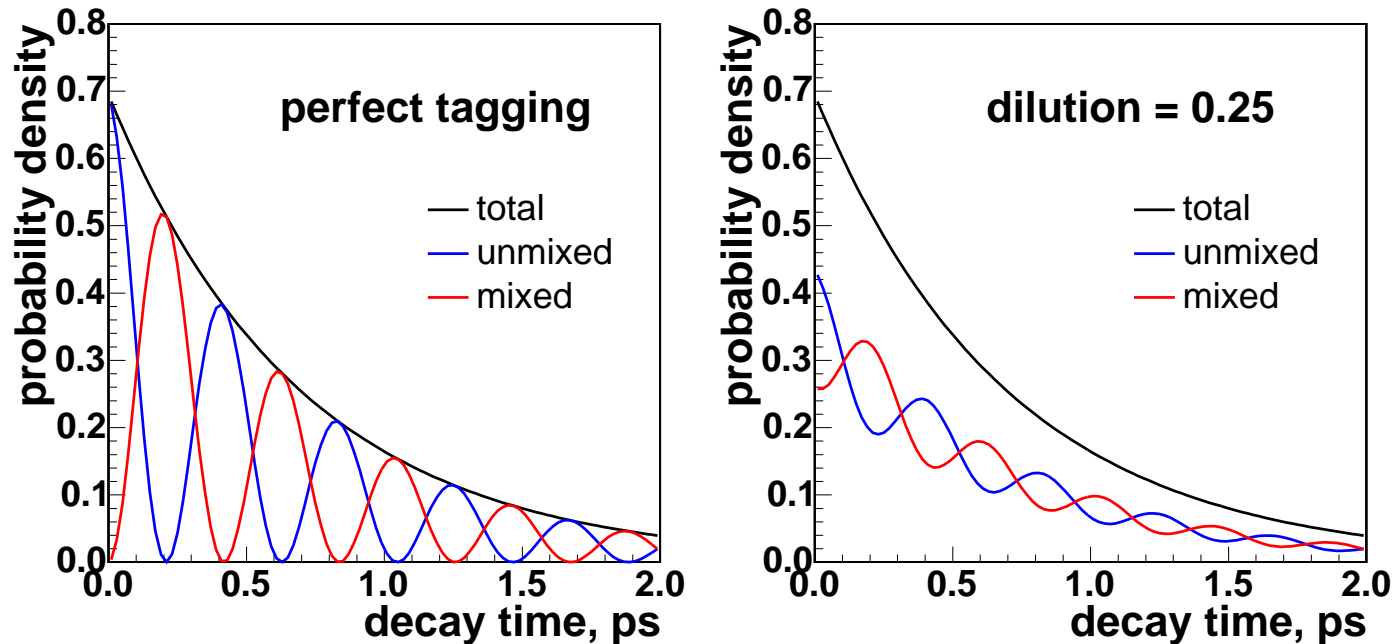 probability density
0.8
0.7
0.6
0.5
0.4
0.3
0.2
0.1
0.0
perfect tagging
total
unmixed
mixed
0.0 0.5 1.0 1.5 2.0
decay time, ps
probability density
0.8
0.7
0.6
0.5
0.4
0.3
0.2
0.1
0.0
dilution = 0.25
total
unmixed
mixed
0.0 0.5 1.0 1.5 2.0
decay time, ps